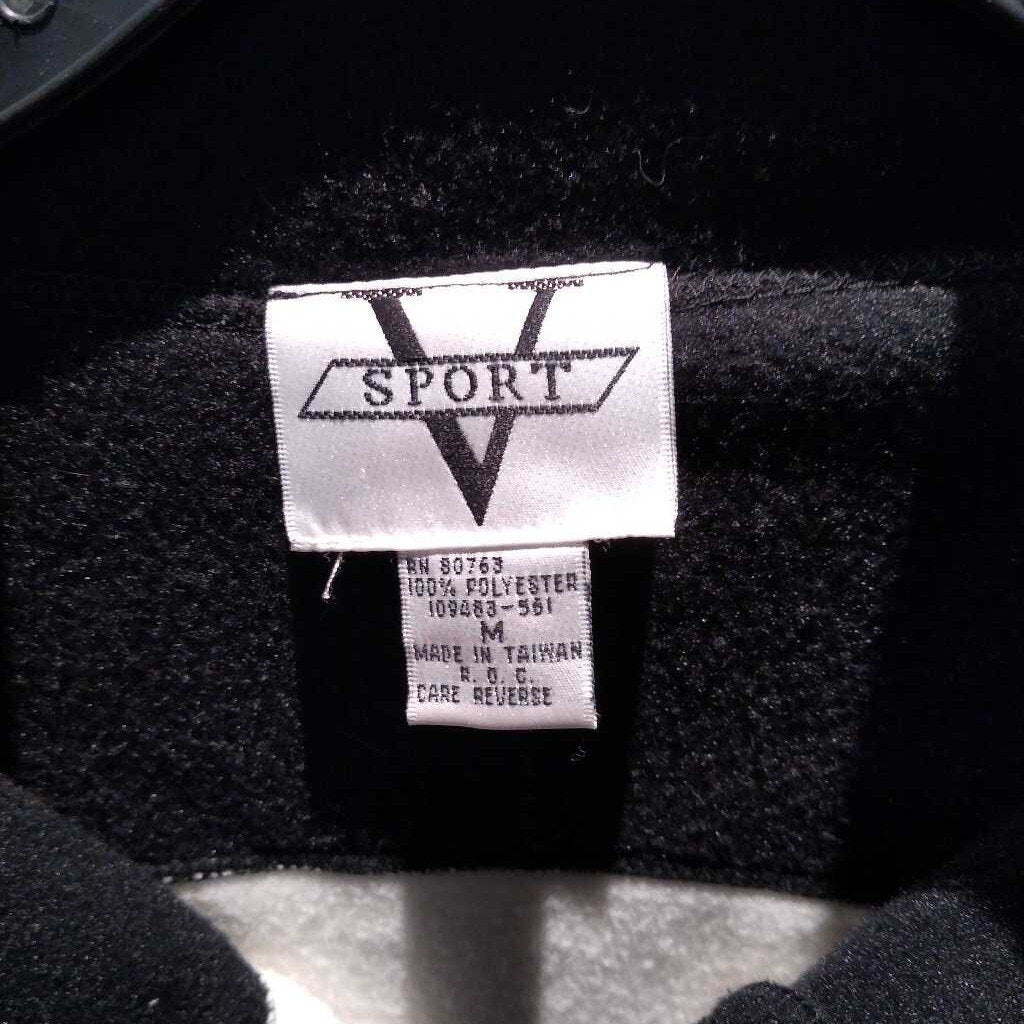 V
SPORT
RN 80763
100% POLYESTER
109483-561
M
MADE IN TAIWAN
R. O. C.
CARE REVERSE